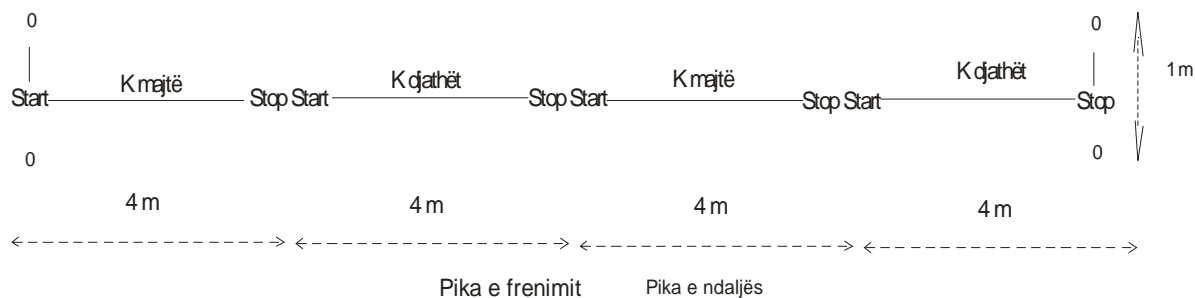 0 0
K majtë K djathët K majtë K djathët 1 m
Start Stop Start Stop Start Stop Start Stop
0 0
4 m 4 m 4 m 4 m
Pika e frenimit Pika e ndaljës